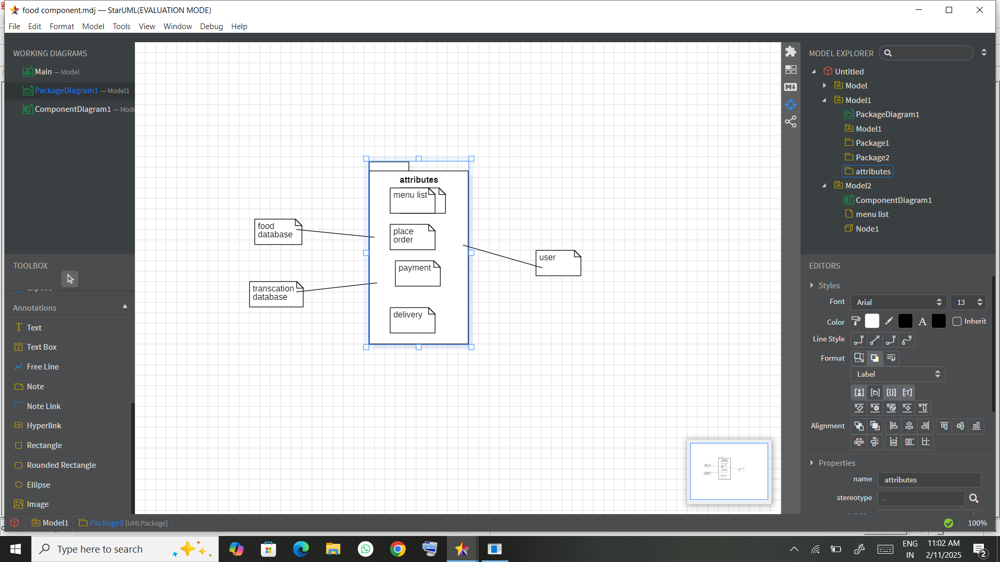 food component.mdj — StarUML(EVALUATION MODE)
File Edit Format Model Tools View Window Debug Help
WORKING DIAGRAMS
Main — Model
PackageDiagram1 — Model1
ComponentDiagram1 — Mode
TOOLBOX
Annotations
Text
Text Box
Free Line
Note
Note Link
Hyperlink
Rectangle
Rounded Rectangle
Ellipse
Image
attributes
menu list
place
order
payment
delivery
food
database
transcation
database
user
MODEL EXPLORER
Untitled
Model
Model1
PackageDiagram1
Model1
Package1
Package2
attributes
Model2
ComponentDiagram1
menu list
Node1
EDITORS
Styles
Font Arial 13
Color A Inherit
Line Style
Format
Label
Alignment
Properties
name attributes
stereotype —
Model1 Package3 [UMLPackage]
100%
Type here to search
ENG
IN
11:02 AM
2/11/2025
2